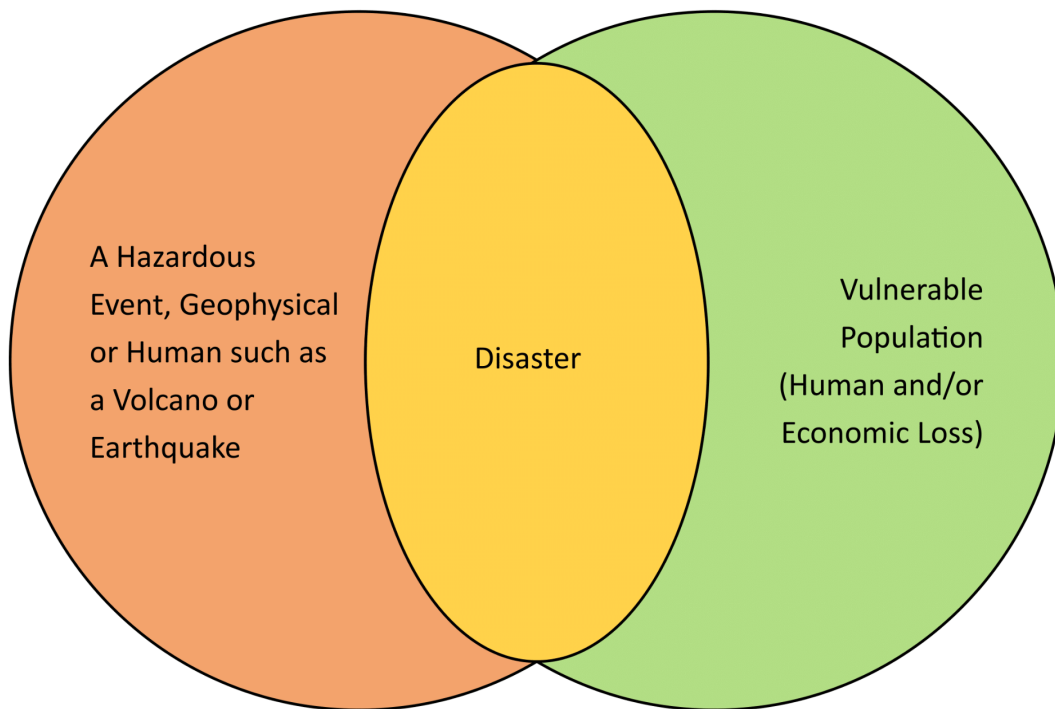 A Hazardous
Event, Geophysical
or Human such as
a Volcano or
Earthquake
Disaster
Vulnerable
Population
(Human and/or
Economic Loss)